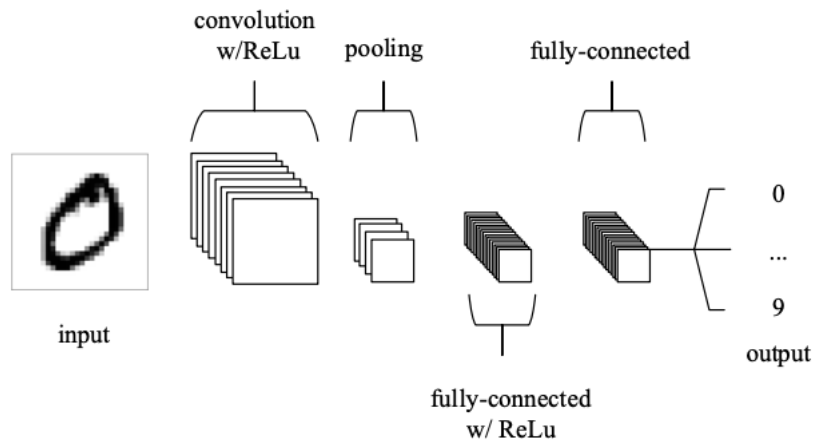 convolution
w/ReLu
pooling
fully-connected
input
fully-connected
w/ ReLu
0
...
9
output